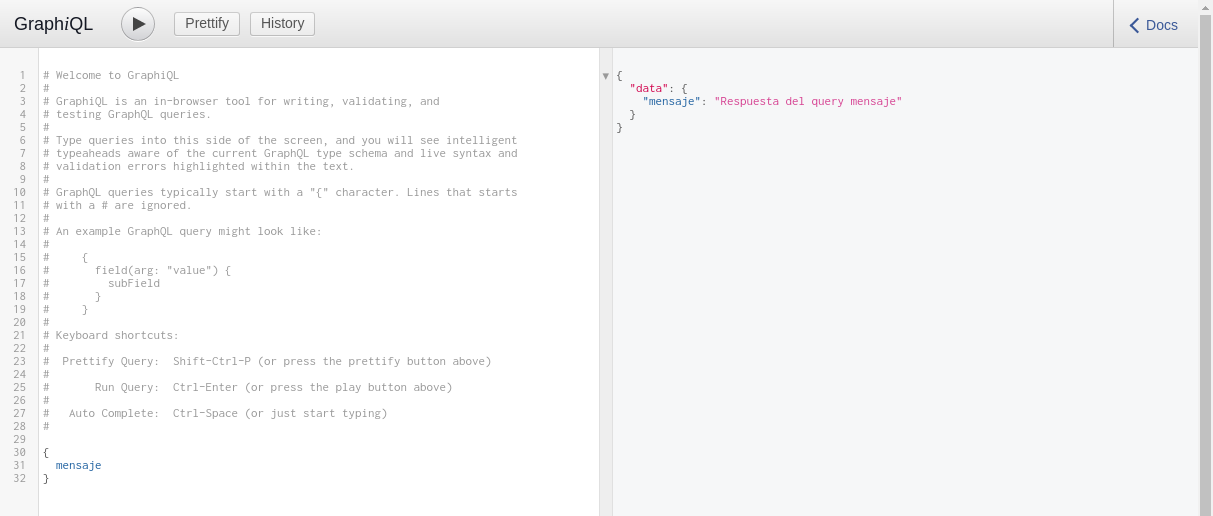 GraphiQL Prettify History Docs
1 # Welcome to GraphiQL
2 #
3 # GraphiQL is an in-browser tool for writing, validating, and
4 # testing GraphQL queries.
5 #
6 # Type queries into this side of the screen, and you will see intelligent
7 # typeaheads aware of the current GraphQL type schema and live syntax and
8 # validation errors highlighted within the text.
9 #
10 # GraphQL queries typically start with a "{" character. Lines that starts
11 # with a # are ignored.
12 #
13 # An example GraphQL query might look like:
14 #
15 #     {
16 #       field(arg: "value") {
17 #         subField
18 #       }
19 #     }
20 #
21 # Keyboard shortcuts:
22 #
23 #  Prettify Query:  Shift-Ctrl-P (or press the prettify button above)
24 #
25 #       Run Query:  Ctrl-Enter (or press the play button above)
26 #
27 #   Auto Complete:  Ctrl-Space (or just start typing)
28 #
29
30 {
31   mensaje
32 }
{
  "data": {
    "mensaje": "Respuesta del query mensaje"
  }
}